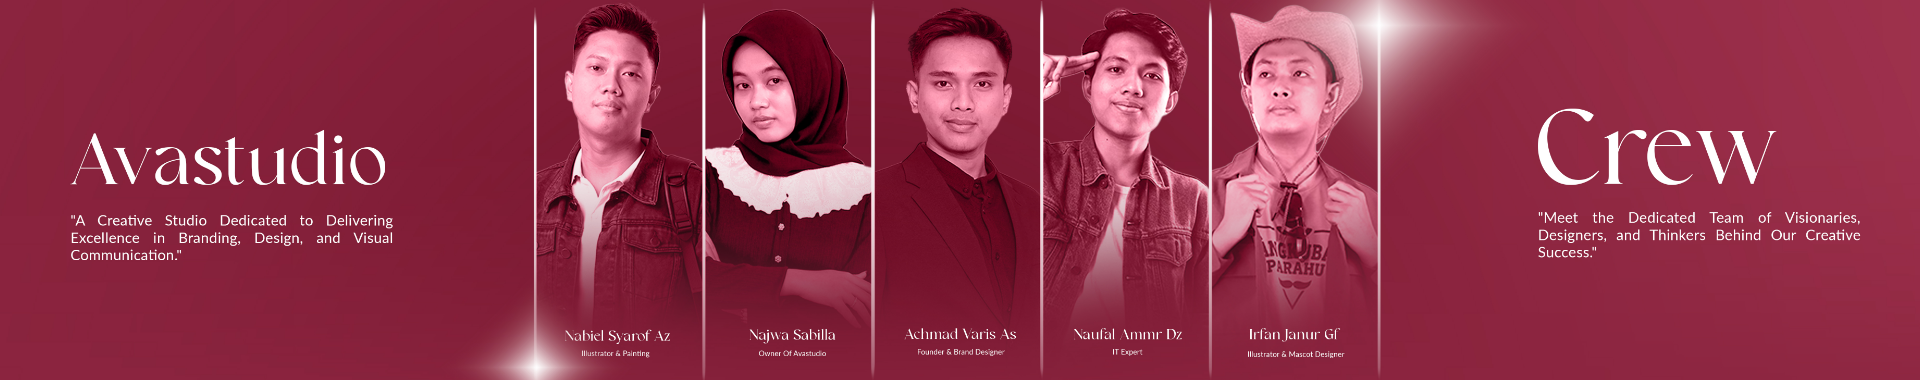 Avastudio
"A Creative Studio Dedicated to Delivering
Excellence in Branding, Design, and Visual
Communication."
Nabiel Syarof Az
Illustrator & Painting
Najwa Sabilla
Owner Of Avastudio
Achmad Varis As
Founder & Brand Designer
Naufal Ammr Dz
IT Expert
PARAHU
Irfan Janur Gf
Illustrator & Mascot Designer
Crew
"Meet the Dedicated Team of Visionaries,
Designers, and Thinkers Behind Our Creative
Success."